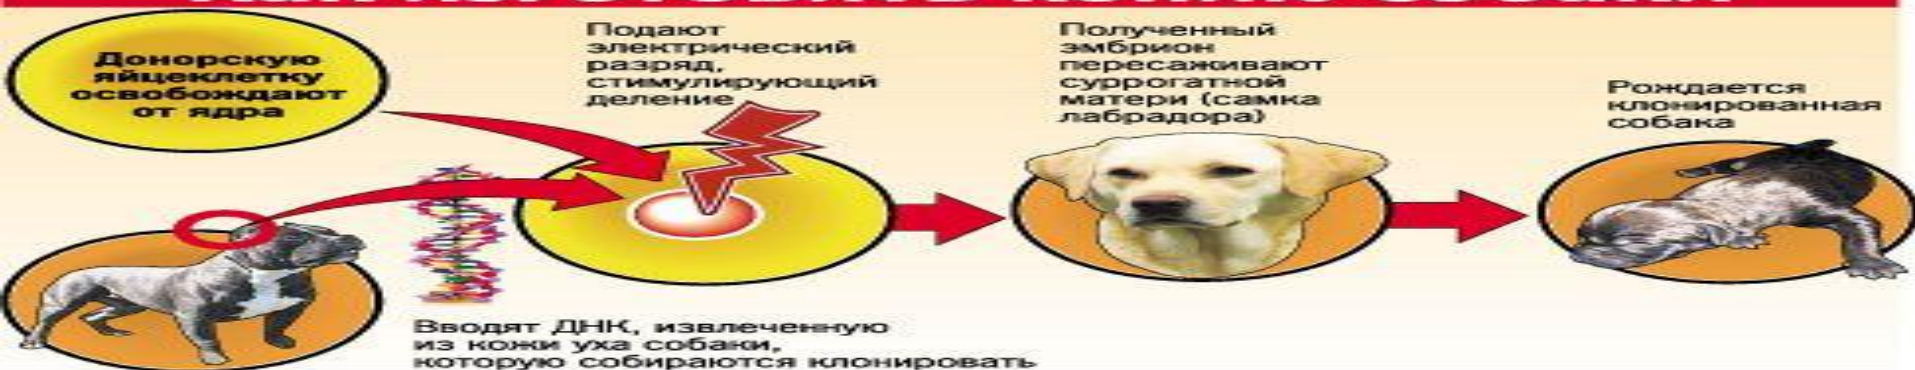 Донорскую
яйцеклетку
освобождают
от ядра
Подают
электрический
разряд,
стимулирующий
деление
Полученный
эмбрион
пересаживают
суррогатной
матери (самка
лабрадора)
Рождается
клонированная
собака
Вводят ДНК, извлеченную
из кожи уха собаки,
которую собираются клонировать